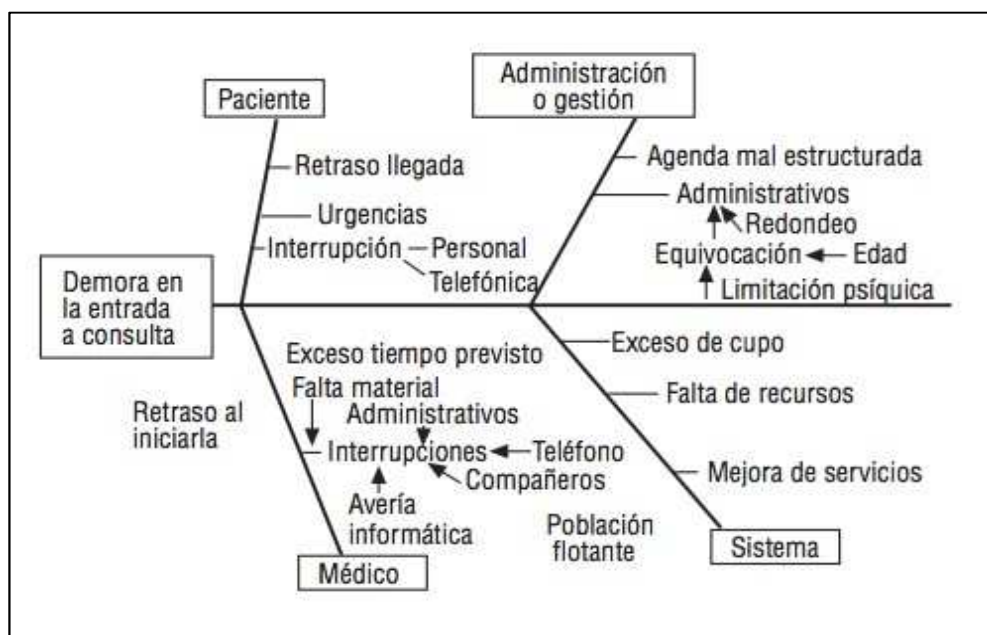 Paciente
Administración
o gestión
Retraso llegada
Urgencias
Interrupción
Personal
Telefónica
Agenda mal estructurada
Administrativos
Redondeo
Equivocación
Edad
Limitación psíquica
Demora en
la entrada
a consulta
Exceso tiempo previsto
Falta material
Administrativos
Retraso al
iniciarla
Interrupciones
Teléfono
Compañeros
Avería
informática
Médico
Exceso de cupo
Falta de recursos
Mejora de servicios
Población
flotante
Sistema